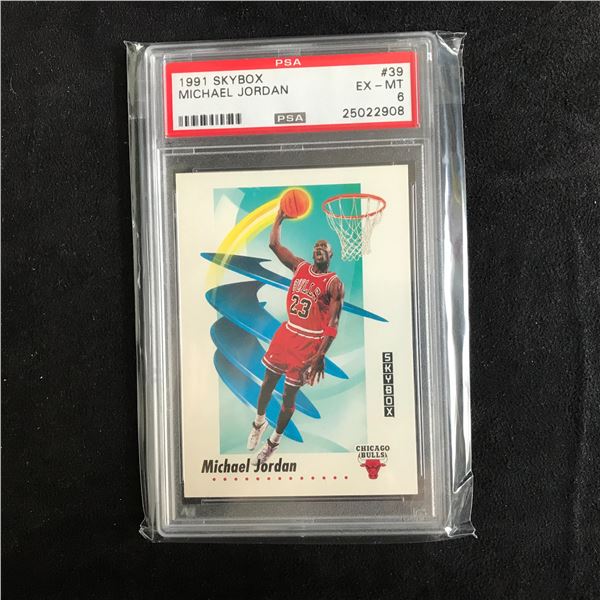 PSA
1991 SKYBOX #39
MICHAEL JORDAN EX - MT
6
PSA 25022908
BULLS
23
SKYBOX
CHICAGO
BULLS
Michael Jordan